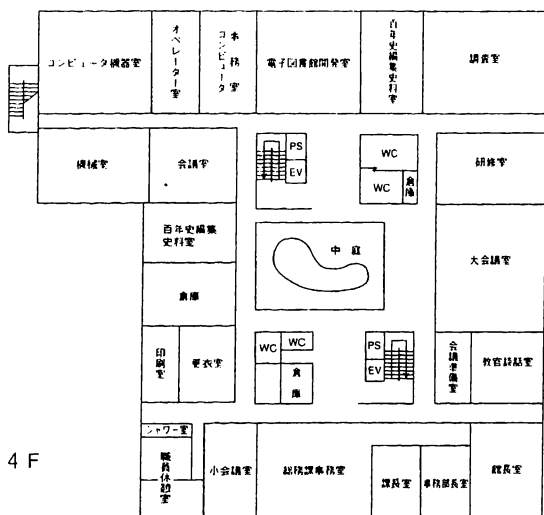 コンピュータ機器室
オペレーター室
コンピュータ事務室
電子図書館開発室
百年史編集史料室
調査室
機械室
会議室
PS
EV
WC
WC
倉庫
研修室
百年史編集
史料室
中庭
大会議室
倉庫
印刷室
更衣室
WC
WC
倉庫
PS
EV
会議準備室
教官談話室
シャワー室
4F
職員休憩室
小会議室
総務課事務室
課長室
事務部長室
館長室